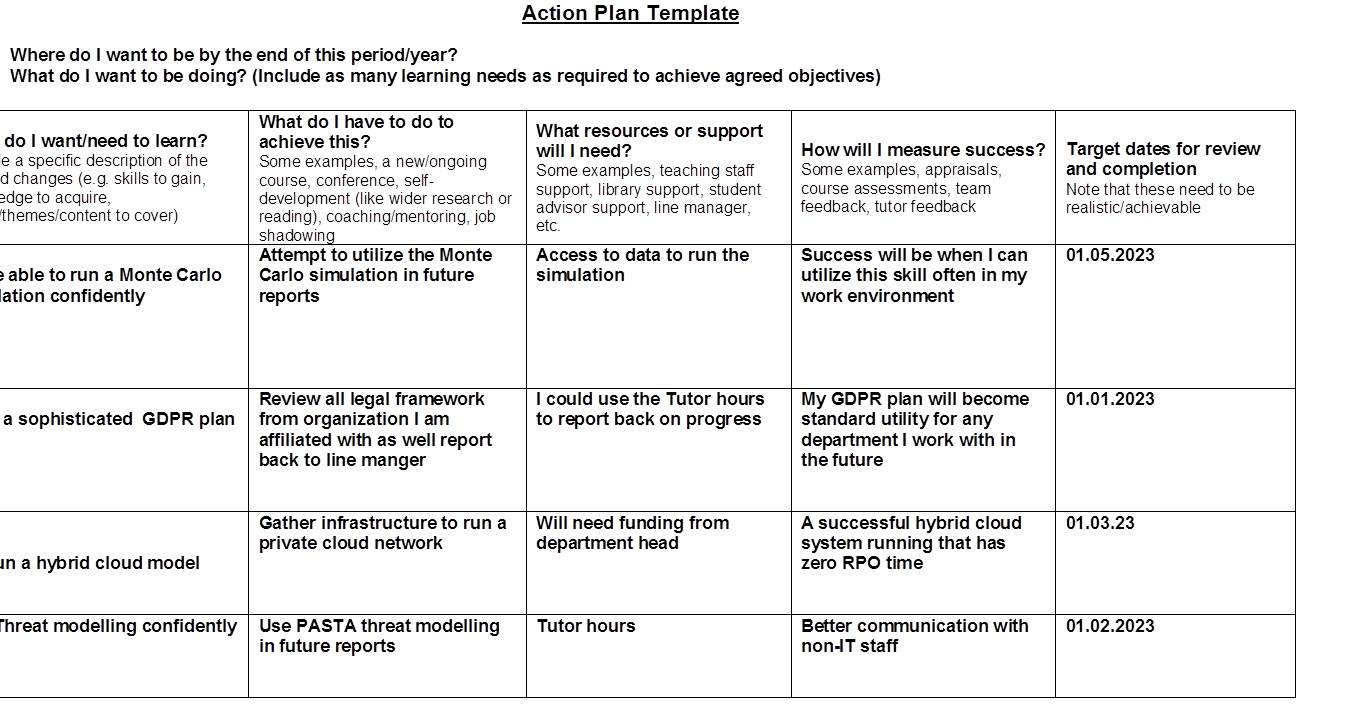 Action Plan Template
Where do I want to be by the end of this period/year?
What do I want to be doing? (Include as many learning needs as required to achieve agreed objectives)
do I want/need to learn?
e a specific description of the
d changes (e.g. skills to gain,
edge to acquire,
/themes/content to cover)
What do I have to do to
achieve this?
Some examples, a new/ongoing
course, conference, self-
development (like wider research or
reading), coaching/mentoring, job
shadowing
What resources or support
will I need?
Some examples, teaching staff
support, library support, student
advisor support, line manager,
etc.
How will I measure success?
Some examples, appraisals,
course assessments, team
feedback, tutor feedback
Target dates for review
and completion
Note that these need to be
realistic/achievable
e able to run a Monte Carlo
lation confidently
Attempt to utilize the Monte
Carlo simulation in future
reports
Access to data to run the
simulation
Success will be when I can
utilize this skill often in my
work environment
01.05.2023
a sophisticated GDPR plan
Review all legal framework
from organization I am
affiliated with as well report
back to line manger
I could use the Tutor hours
to report back on progress
My GDPR plan will become
standard utility for any
department I work with in
the future
01.01.2023
un a hybrid cloud model
Gather infrastructure to run a
private cloud network
Will need funding from
department head
A successful hybrid cloud
system running that has
zero RPO time
01.03.23
Threat modelling confidently
Use PASTA threat modelling
in future reports
Tutor hours
Better communication with
non-IT staff
01.02.2023